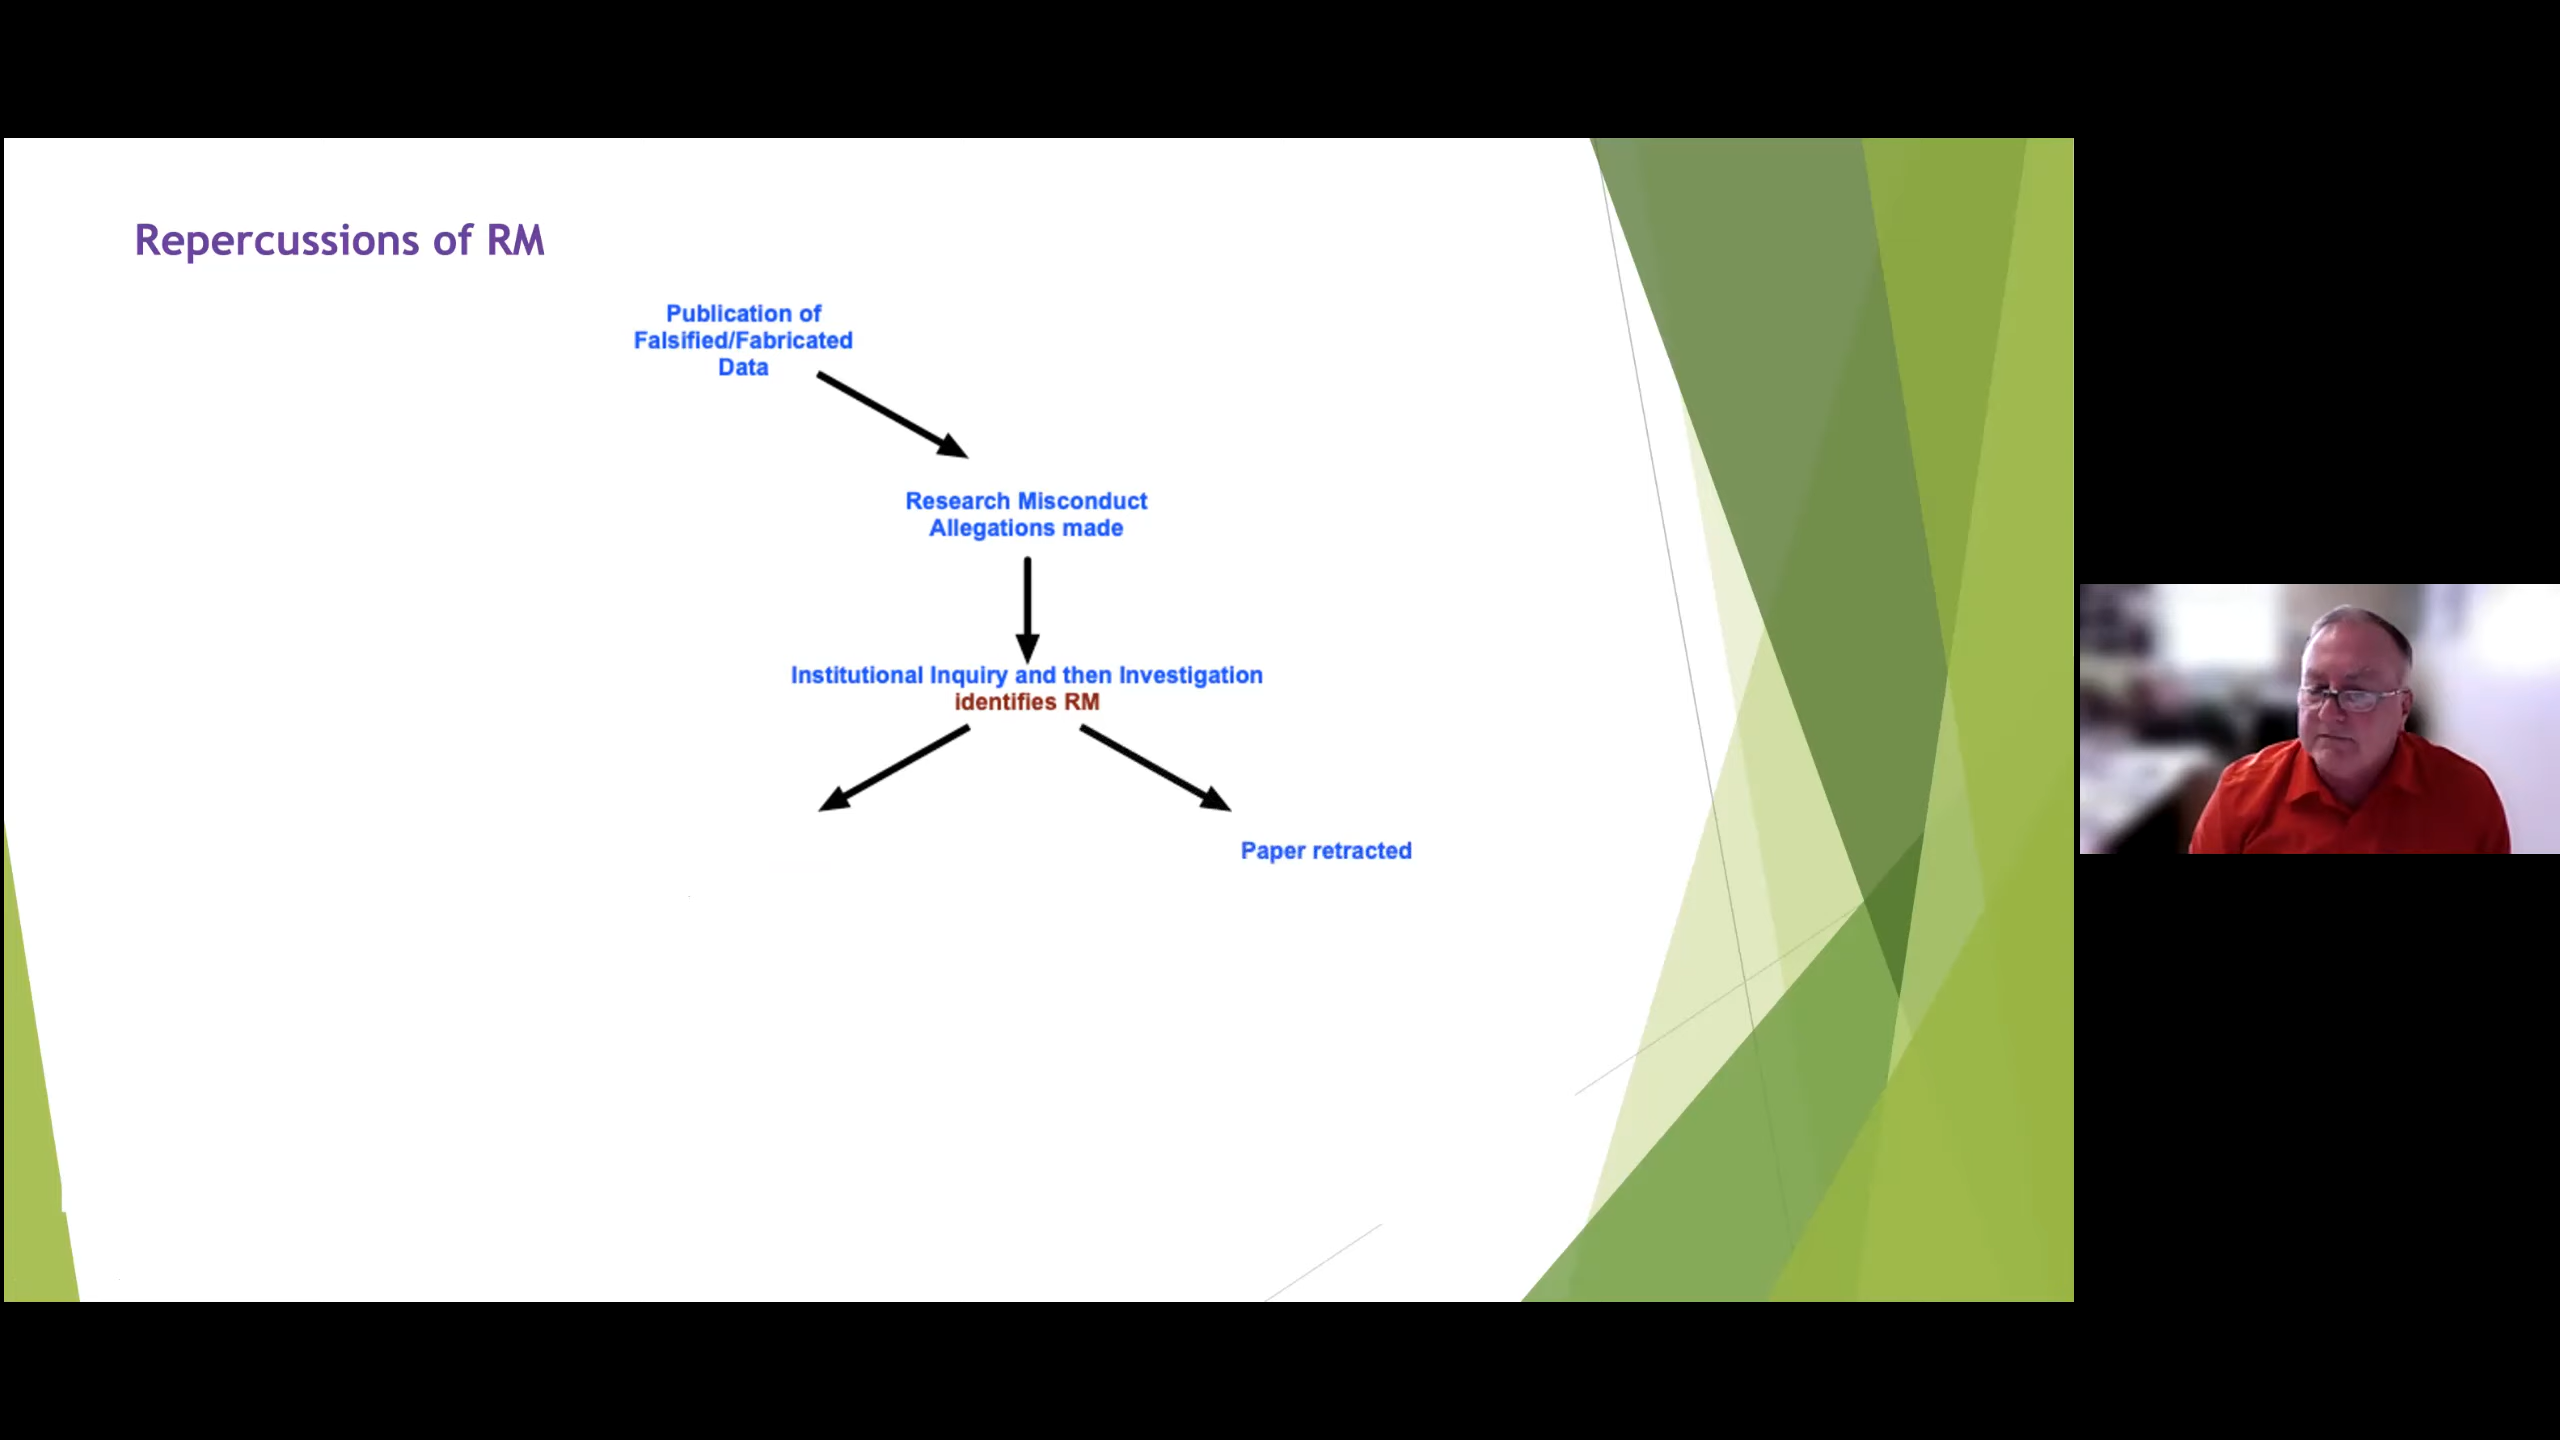 Repercussions of RM
Publication of
Falsified/Fabricated
Data
Research Misconduct
Allegations made
Institutional Inquiry and then Investigation
identifies RM
Paper retracted